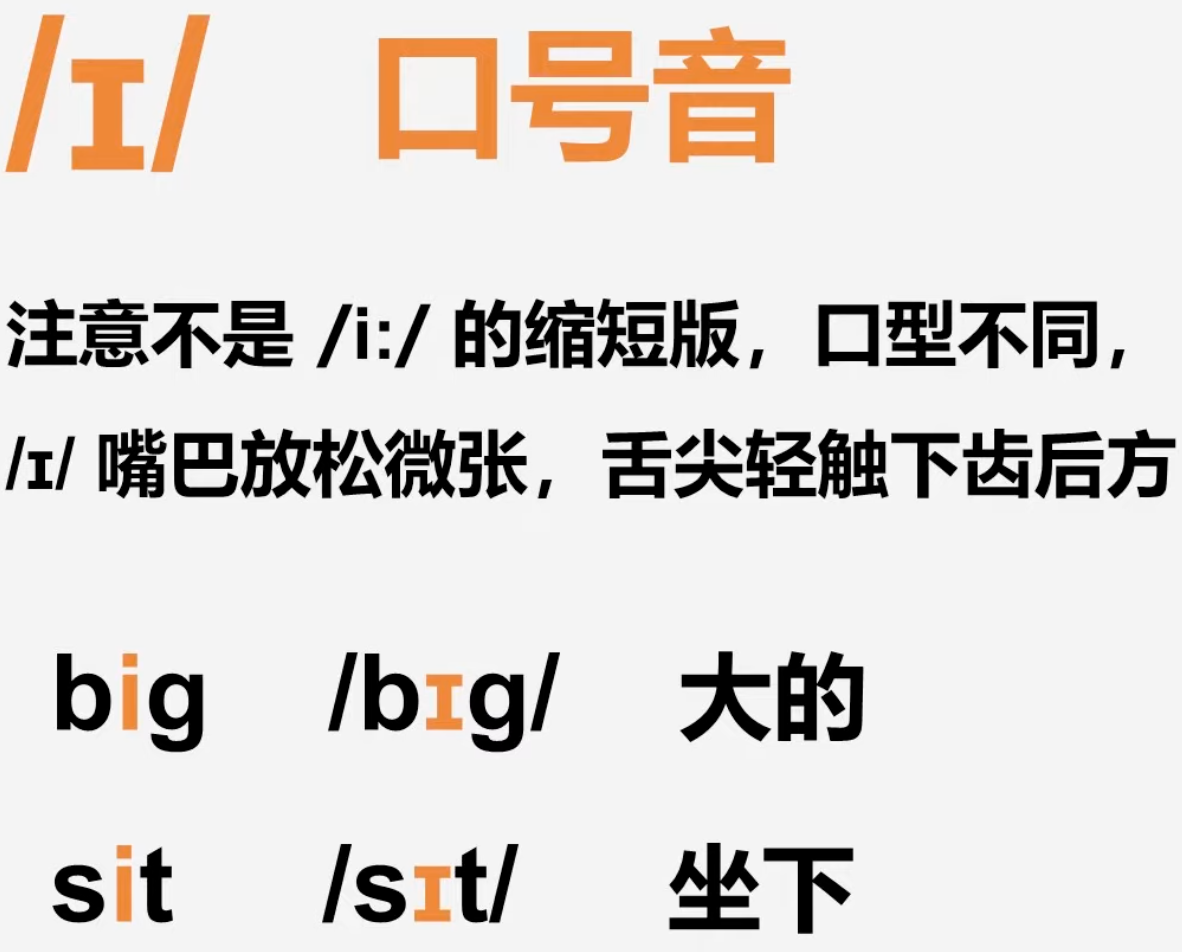 /ɪ/ 口号音
注意不是 /i:/ 的缩短版，口型不同，
/ɪ/ 嘴巴放松微张，舌尖轻触下齿后方
big /bɪg/ 大的
sit /sɪt/ 坐下